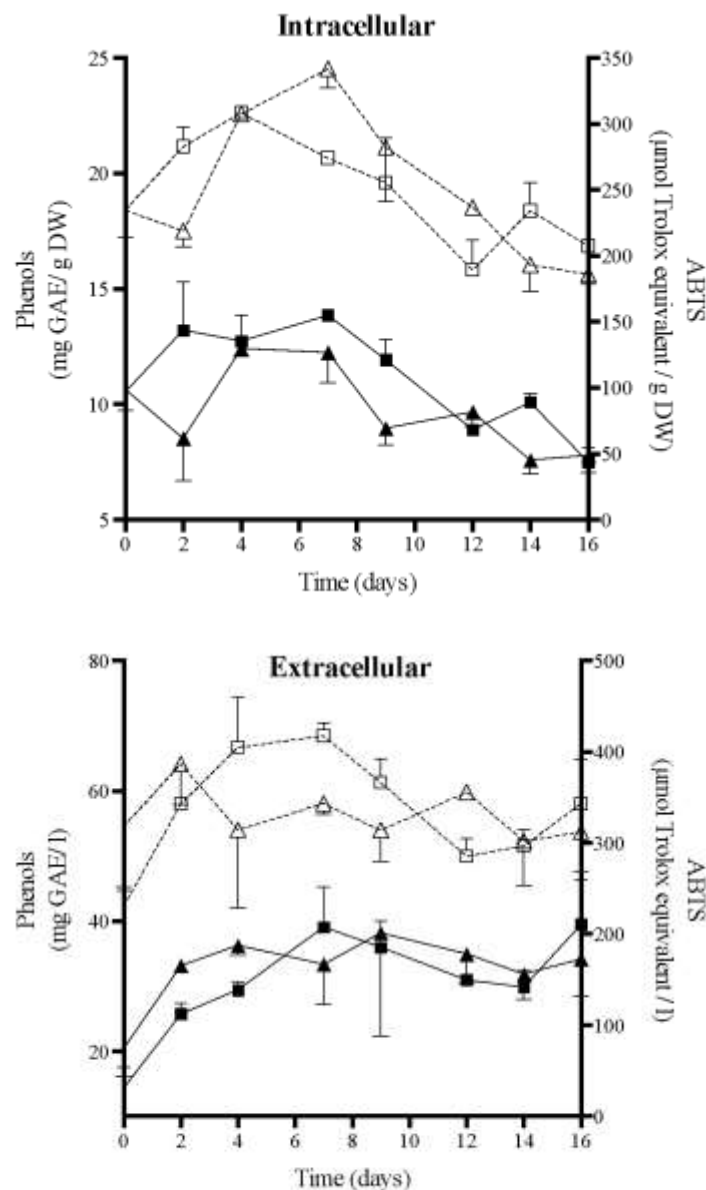 Intracellular
Phenols
(mg GAE/ g DW)
25
20
15
10
5
350
300
250
200
150
100
50
0
ABTS
(µmol Trolox equivalent / g DW)
0 2 4 6 8 10 12 14 16
Time (days)
Extracellular
Phenols
(mg GAE/ l)
80
60
40
20
500
400
300
200
100
0
ABTS
(µmol Trolox equivalent / l)
0 2 4 6 8 10 12 14 16
Time (days)